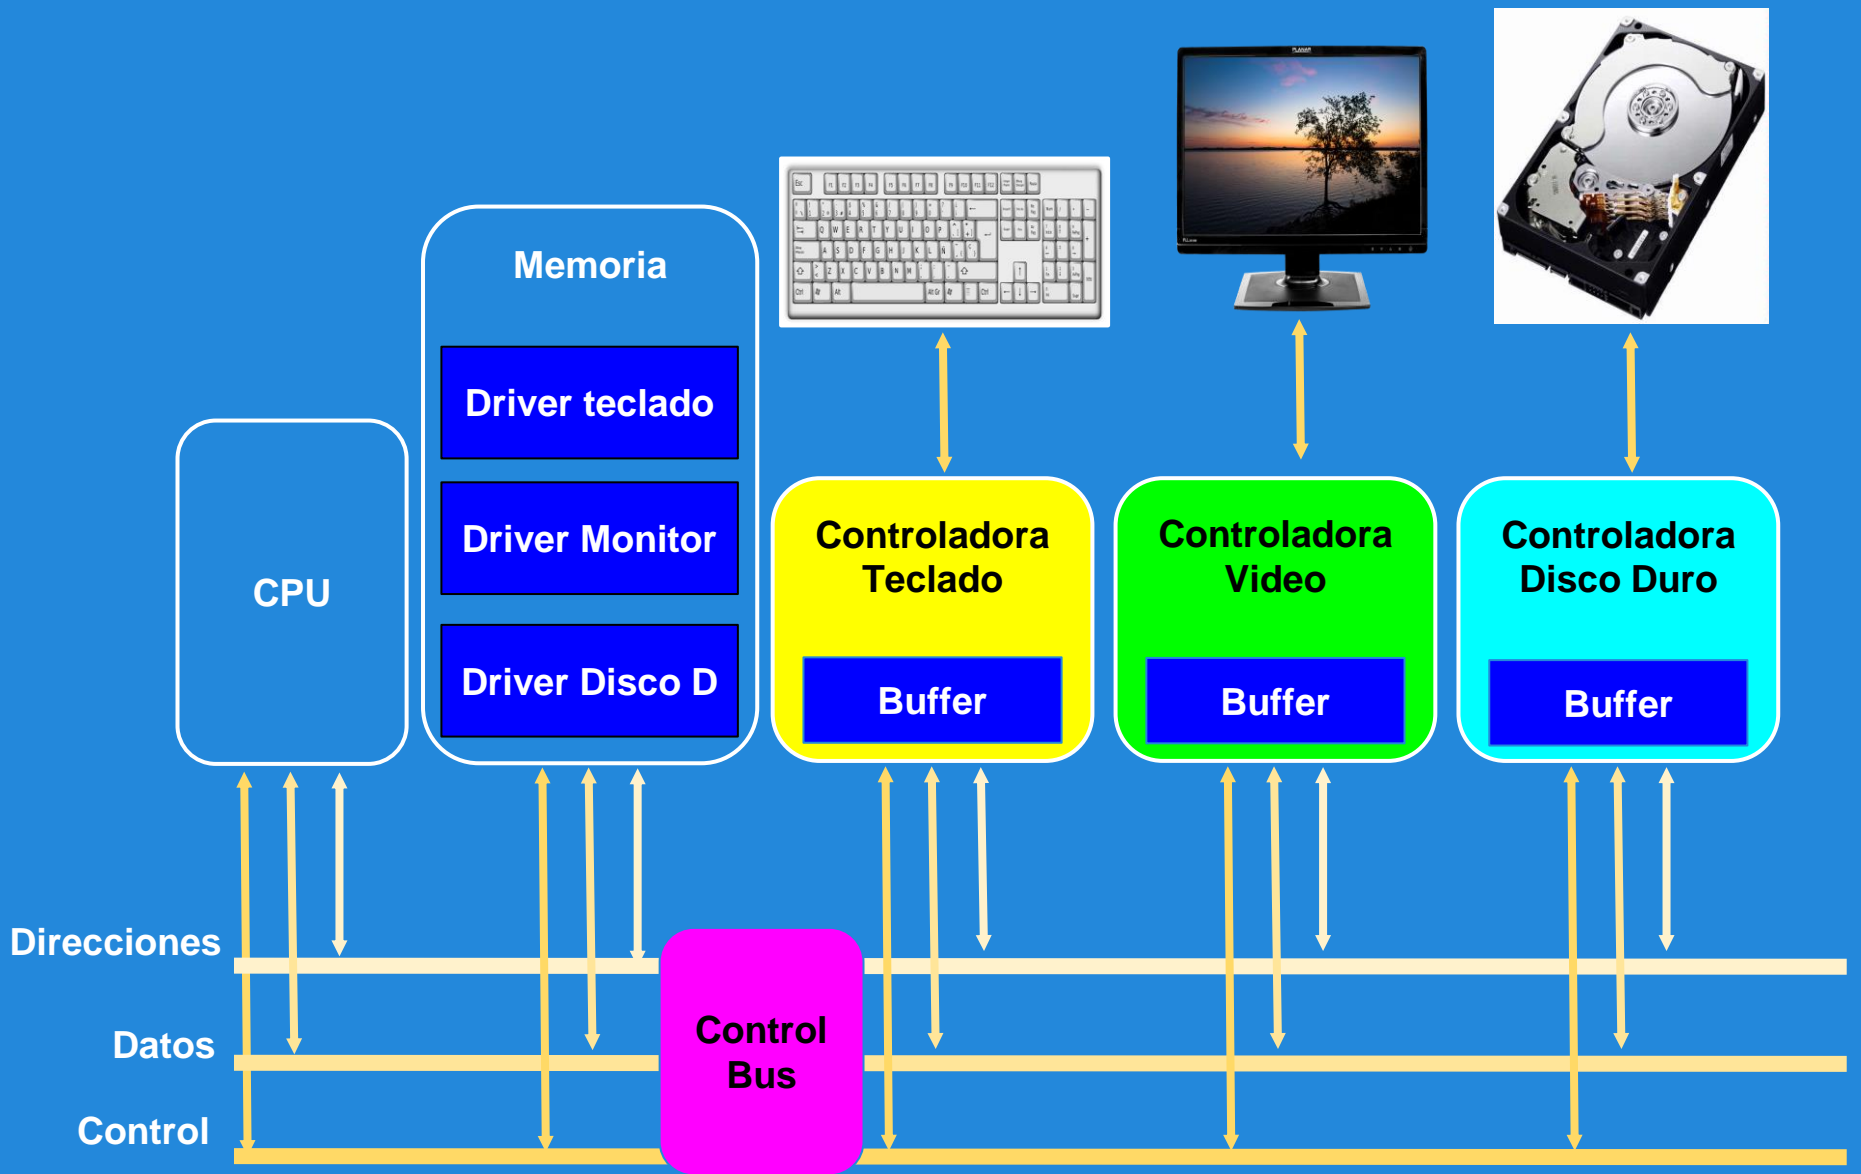 PLANAR
Memoria
Driver teclado
Driver Monitor
Driver Disco D
CPU
Controladora
Teclado
Buffer
Controladora
Video
Buffer
Controladora
Disco Duro
Buffer
Direcciones
Datos
Control
Control
Bus